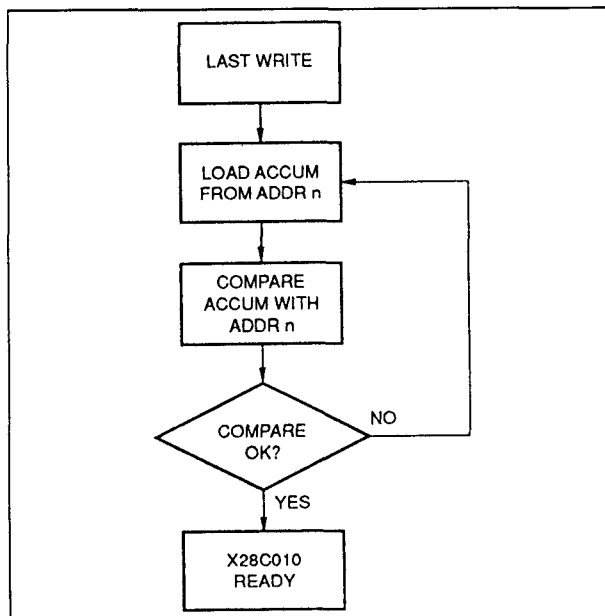 LAST WRITE
LOAD ACCUM
FROM ADDR n
COMPARE
ACCUM WITH
ADDR n
COMPARE
OK?
NO
YES
X28C010
READY